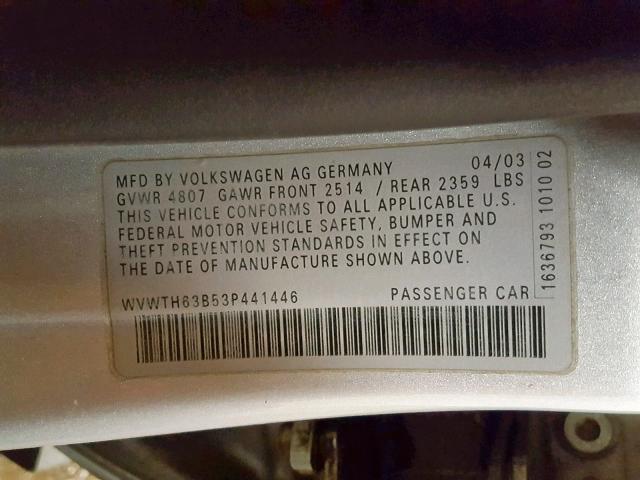 MFD BY VOLKSWAGEN AG GERMANY 04/03
GVWR 4807 GAWR FRONT 2514 / REAR 2359 LBS
THIS VEHICLE CONFORMS TO ALL APPLICABLE U.S.
FEDERAL MOTOR VEHICLE SAFETY, BUMPER AND
THEFT PREVENTION STANDARDS IN EFFECT ON
THE DATE OF MANUFACTURE SHOWN ABOVE.
WVWTH63B53P441446 PASSENGER CAR
1636793 1010 02